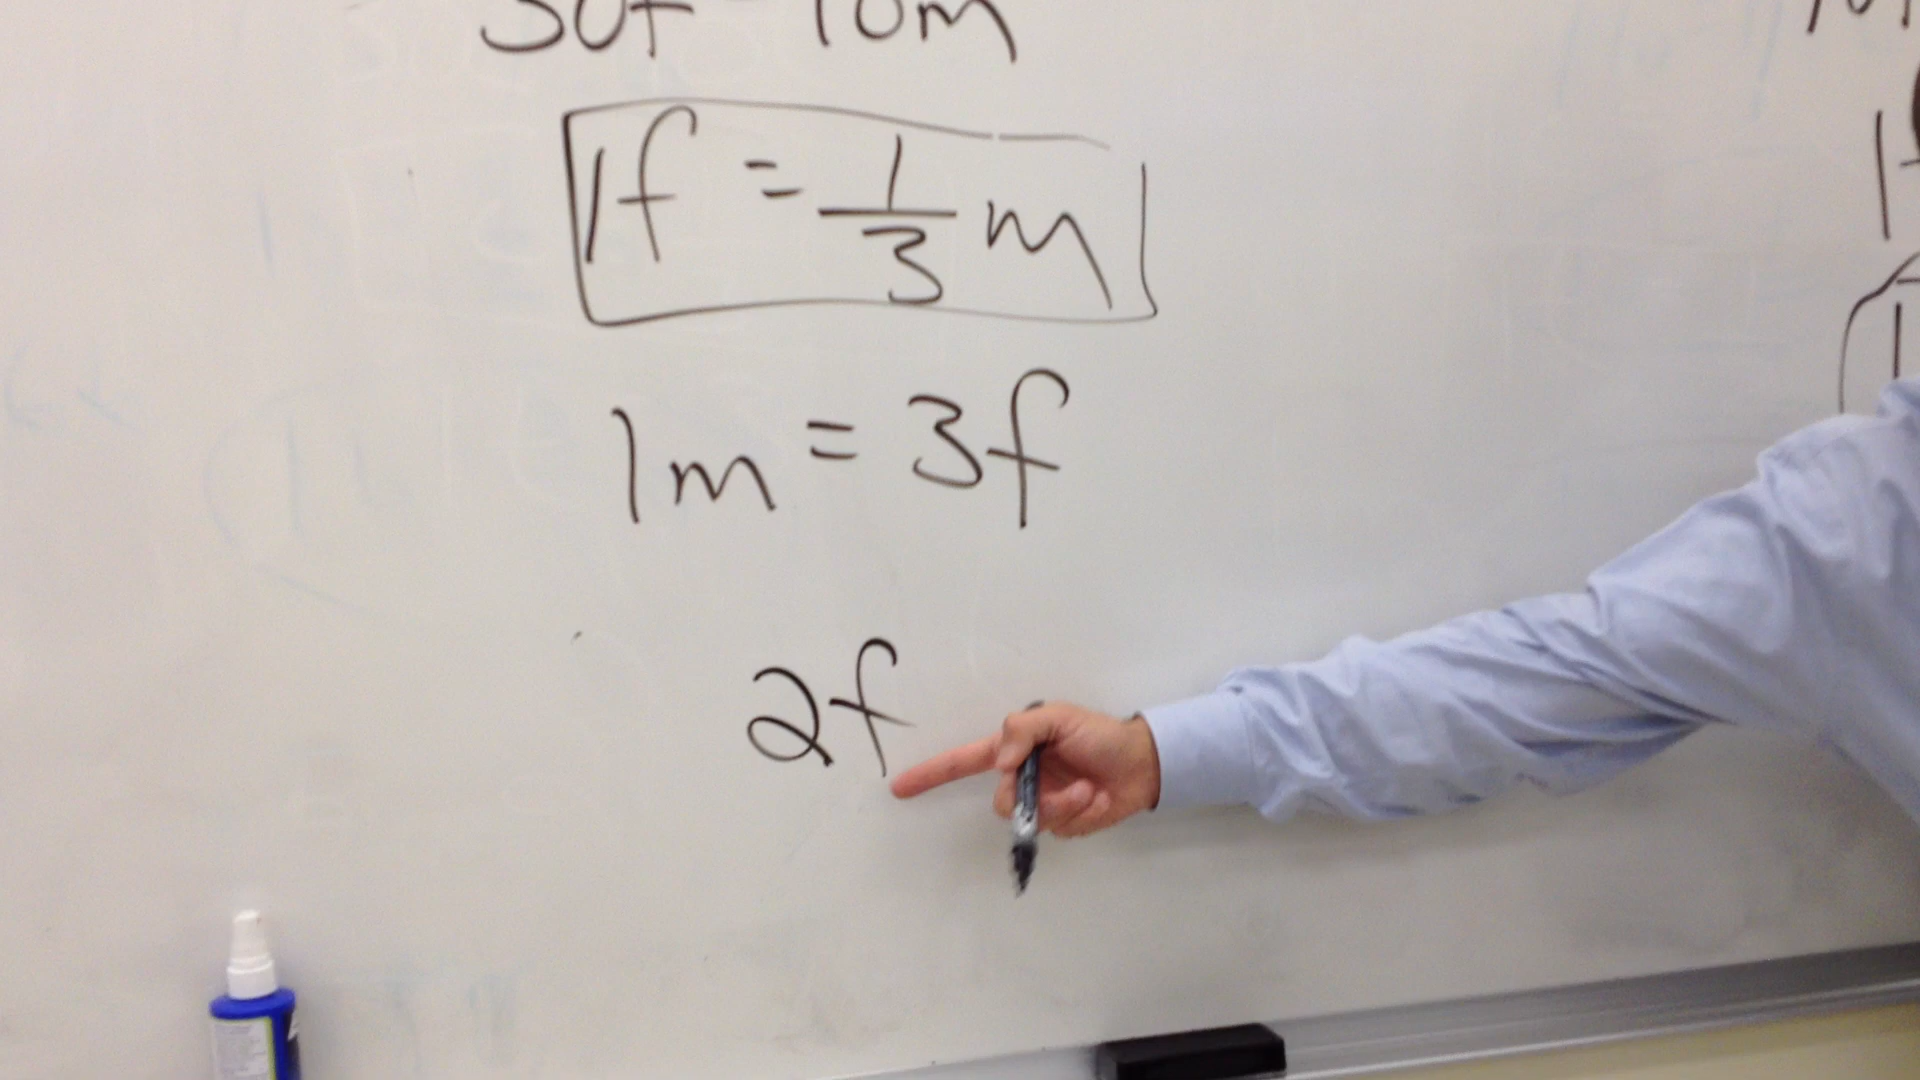 30f 10m
1f = 1/3 m
1m = 3f
2f